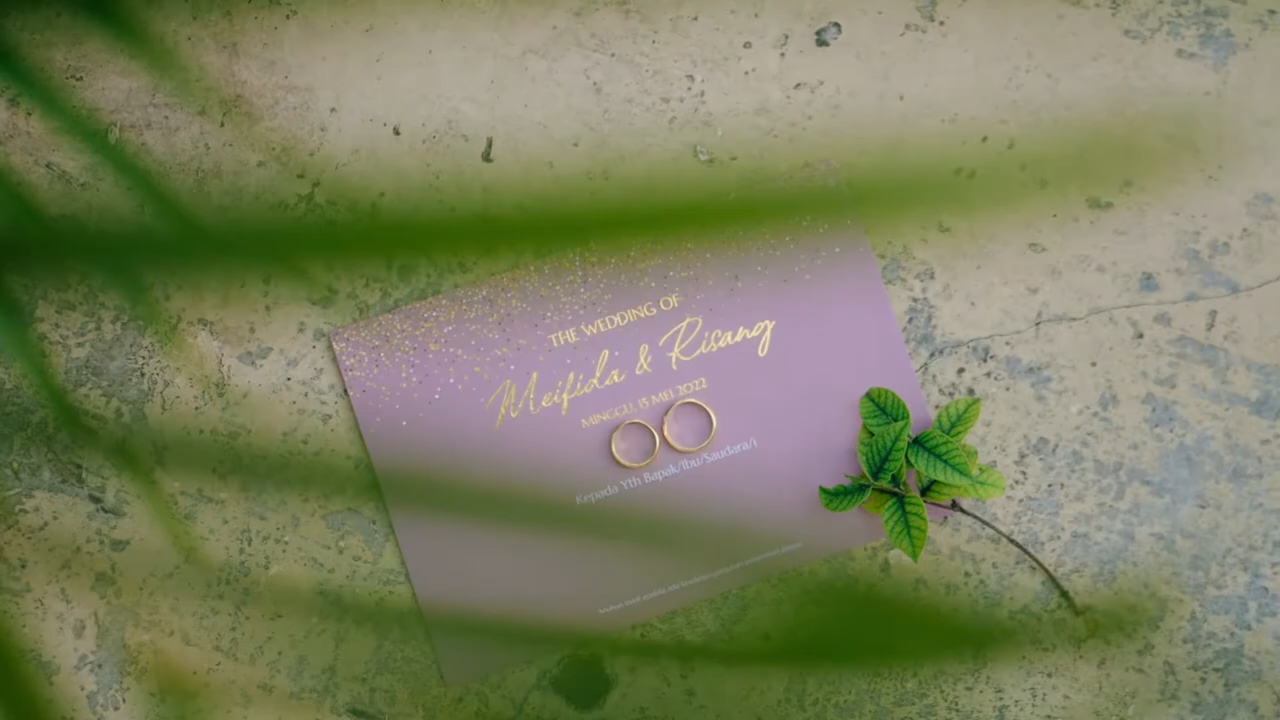 THE WEDDING OF
Meifida & Risang
MINGGU, 15 MEI 2022
Kepada Yth Bapak/Ibu/Saudara/i